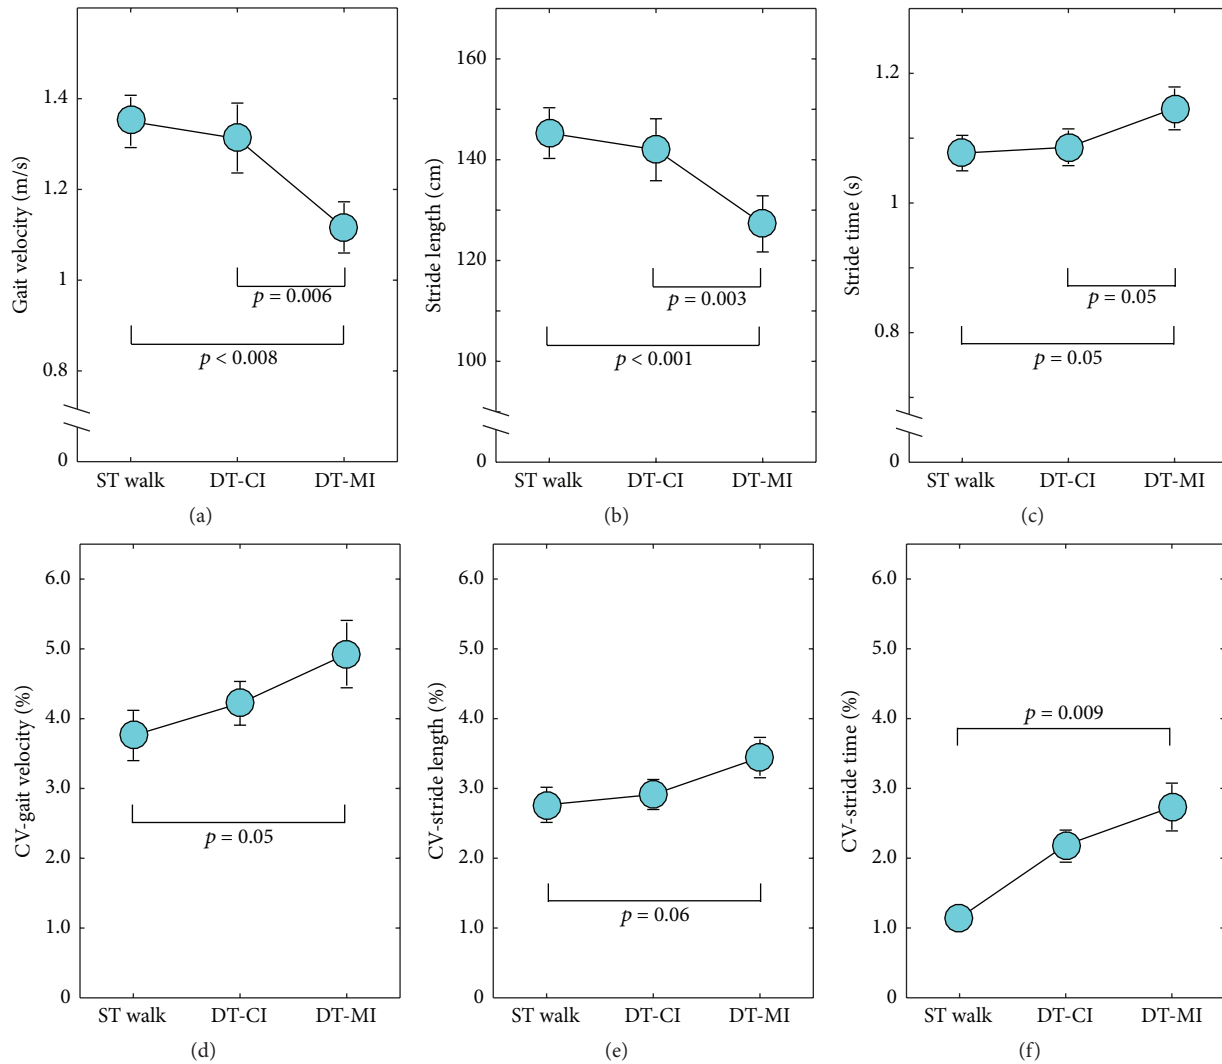 Gait velocity (m/s)
1.4
1.2
1
0.8
0
p = 0.006
p < 0.008
ST walk DT-CI DT-MI
(a)
Stride length (cm)
160
140
120
100
0
p = 0.003
p < 0.001
ST walk DT-CI DT-MI
(b)
Stride time (s)
1.2
1
0.8
0
p = 0.05
p = 0.05
ST walk DT-CI DT-MI
(c)
CV-gait velocity (%)
6.0
5.0
4.0
3.0
2.0
1.0
0
p = 0.05
ST walk DT-CI DT-MI
(d)
CV-stride length (%)
6.0
5.0
4.0
3.0
2.0
1.0
0
p = 0.06
ST walk DT-CI DT-MI
(e)
CV-stride time (%)
6.0
5.0
4.0
3.0
2.0
1.0
0
p = 0.009
ST walk DT-CI DT-MI
(f)